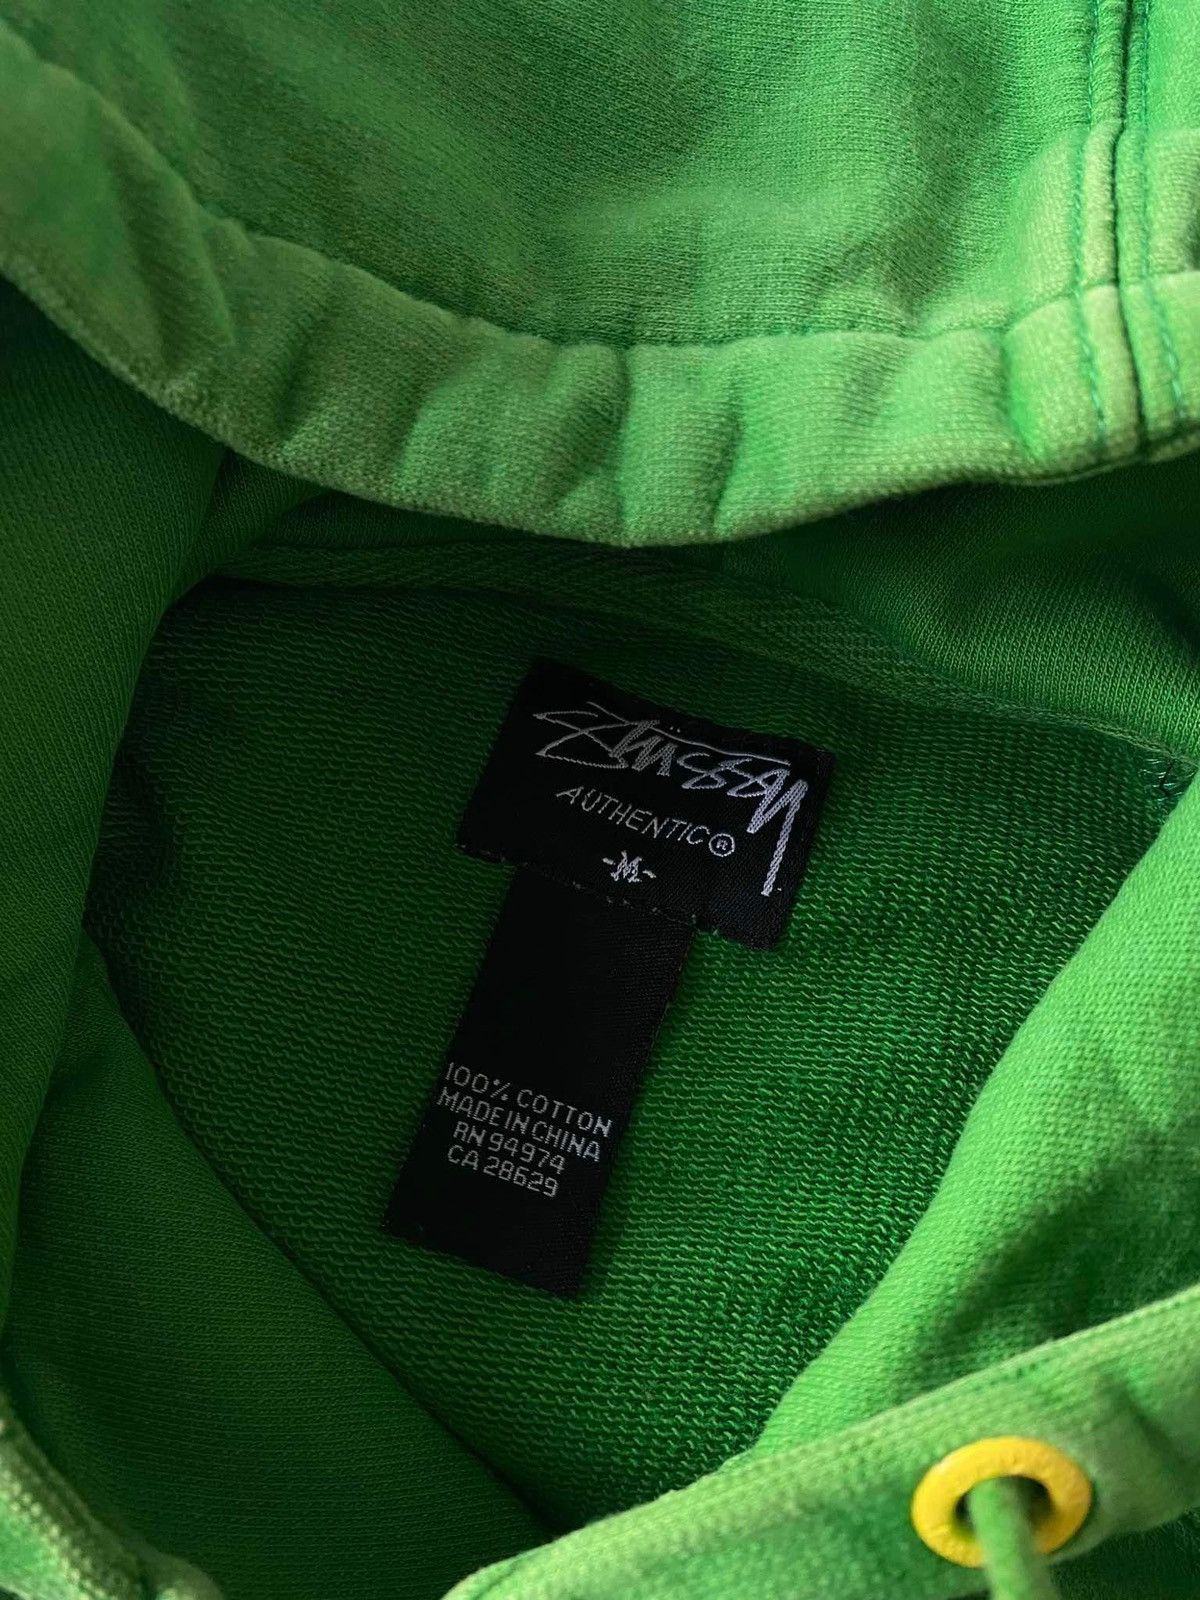 Stüssy
AUTHENTIC®
-M-
100% COTTON
MADE IN CHINA
RN 94974
CA 28629